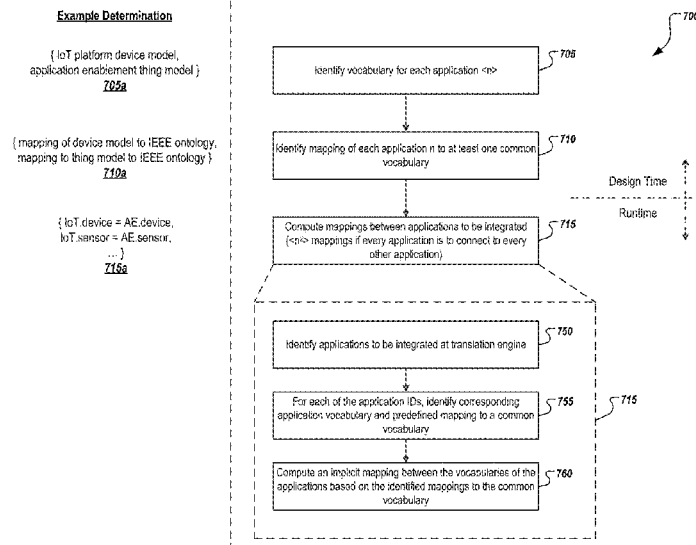 Example Determination
700
{ IoT platform device model,
application enablement thing model }
705a
Identify vocabulary for each application <n>
705
{ mapping of device model to IEEE ontology,
mapping to thing model to IEEE ontology }
710a
Identify mapping of each application n to at least one common
vocabulary
710
Design Time
Runtime
{ IoT.device = AE.device,
IoT.sensor = AE.sensor,
... }
715a
Compute mappings between applications to be integrated
mappings if every application is to connect to every
other application)
715
Identify applications to be integrated at translation engine
750
For each of the application IDs, identify corresponding
application vocabulary and predefined mapping to a common
vocabulary
755
715
Compute an implicit mapping between the vocabularies of the
applications based on the identified mappings to the common
vocabulary
760